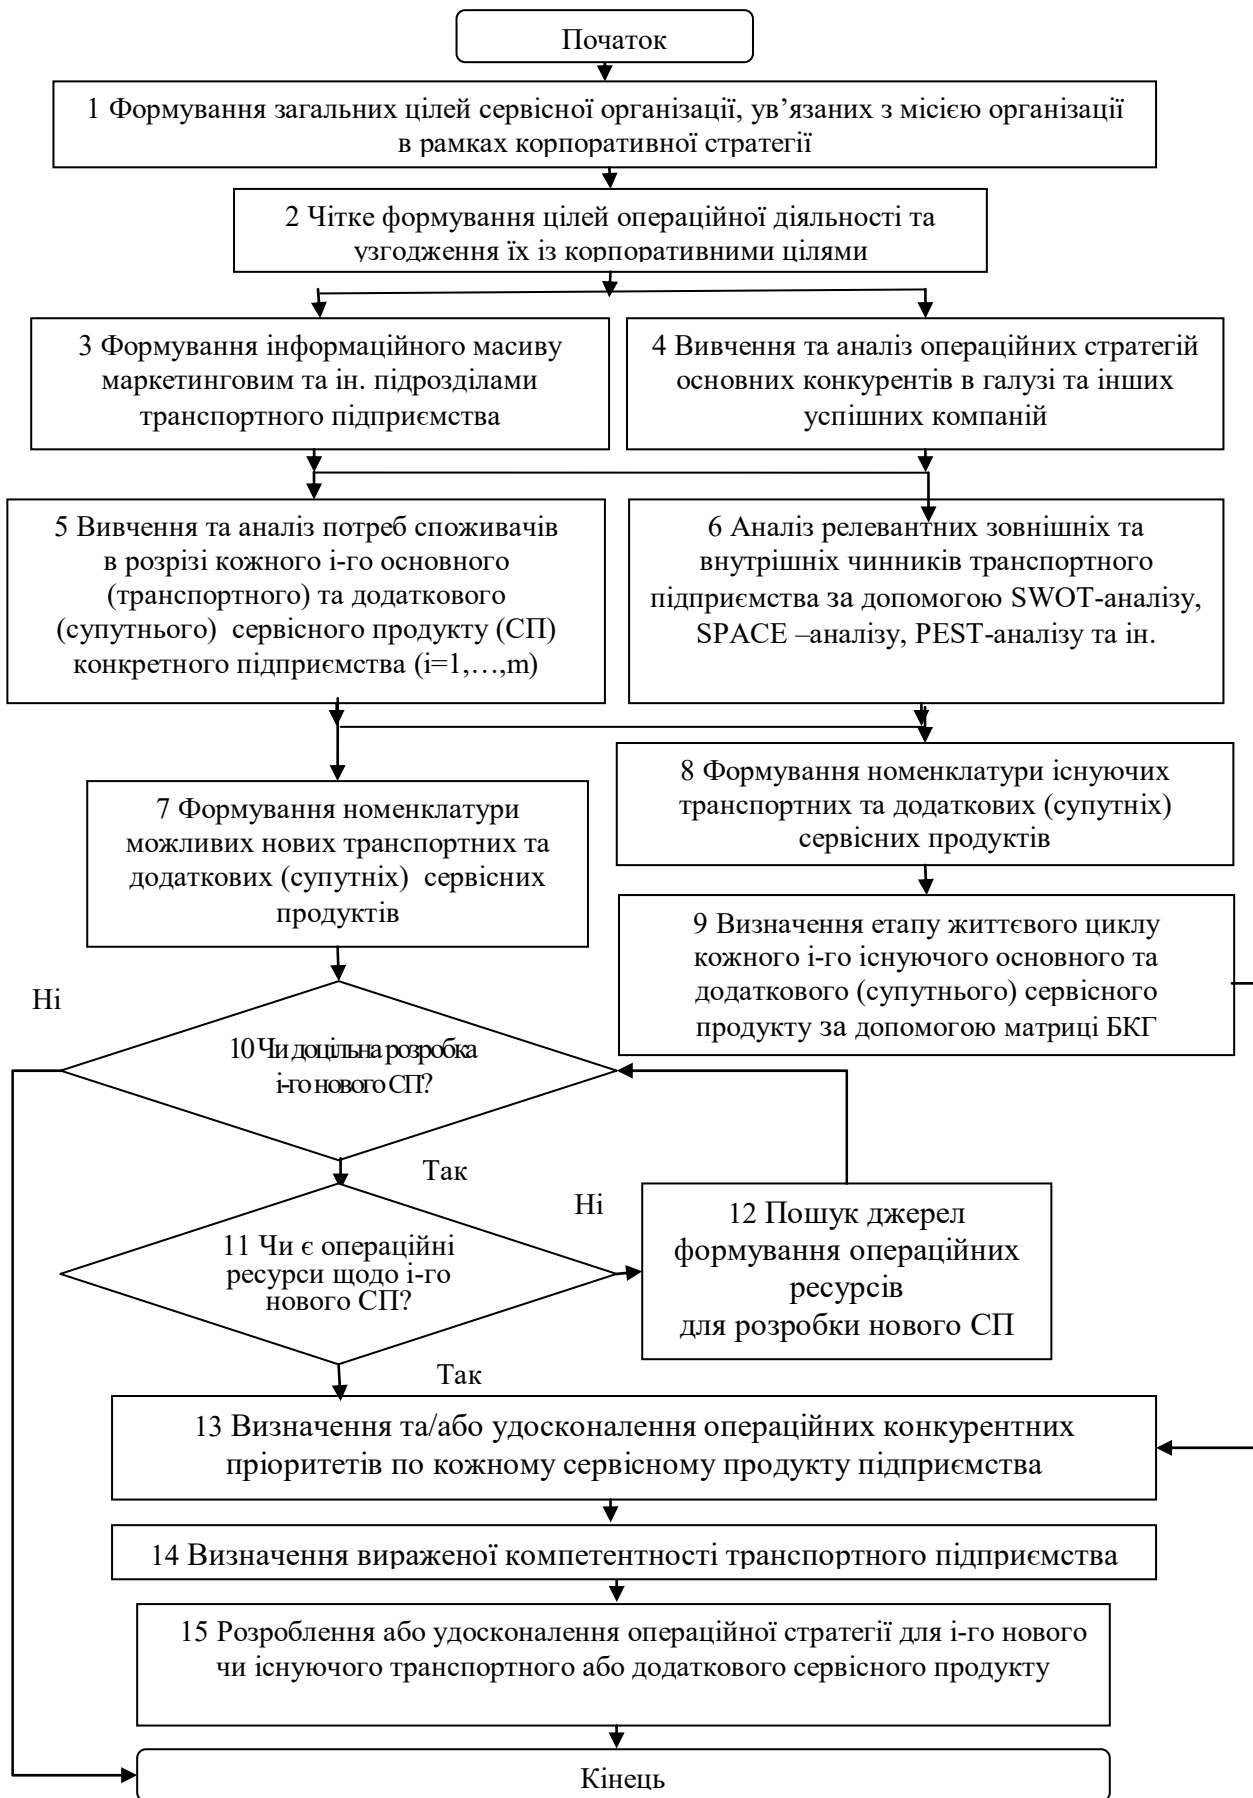 Початок
1 Формування загальних цілей сервісної організації, ув’язаних з місією організації
в рамках корпоративної стратегії
2 Чітке формування цілей операційної діяльності та
узгодження їх із корпоративними цілями
3 Формування інформаційного масиву
маркетинговим та ін. підрозділами
транспортного підприємства
4 Вивчення та аналіз операційних стратегій
основних конкурентів в галузі та інших
успішних компаній
5 Вивчення та аналіз потреб споживачів
в розрізі кожного і-го основного
(транспортного) та додаткового
(супутнього) сервісного продукту (СП)
конкретного підприємства (і=1,…,m)
6 Аналіз релевантних зовнішніх та
внутрішніх чинників транспортного
підприємства за допомогою SWOT-аналізу,
SPACE –аналізу, PEST-аналізу та ін.
7 Формування номенклатури
можливих нових транспортних та
додаткових (супутніх) сервісних
продуктів
8 Формування номенклатури існуючих
транспортних та додаткових (супутніх)
сервісних продуктів
9 Визначення етапу життєвого циклу
кожного і-го існуючого основного та
додаткового (супутнього) сервісного
продукту за допомогою матриці БКГ
Ні
10 Чи доцільна розробка
і-го нового СП?
Так
Ні
11 Чи є операційні
ресурси щодо і-го
нового СП?
12 Пошук джерел
формування операційних
ресурсів
для розробки нового СП
Так
13 Визначення та/або удосконалення операційних конкурентних
пріоритетів по кожному сервісному продукту підприємства
14 Визначення вираженої компетентності транспортного підприємства
15 Розроблення або удосконалення операційної стратегії для і-го нового
чи існуючого транспортного або додаткового сервісного продукту
Кінець